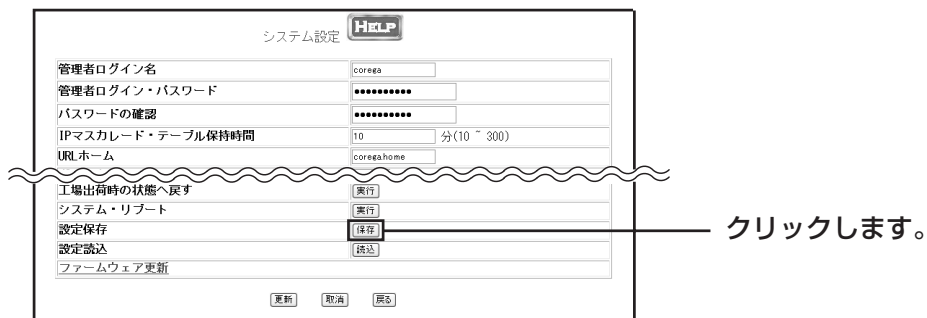 システム設定 HELP
管理者ログイン名 corega
管理者ログイン・パスワード ●●●●●●●●●●
パスワードの確認 ●●●●●●●●●●
IPマスカレード・テーブル保持時間 10 分(10 ~ 300)
URLホーム corega.home
工場出荷時の状態へ戻す 実行
システム・リブート 実行
設定保存 保存 クリックします。
設定読込 読込
ファームウェア更新
更新 取消 戻る